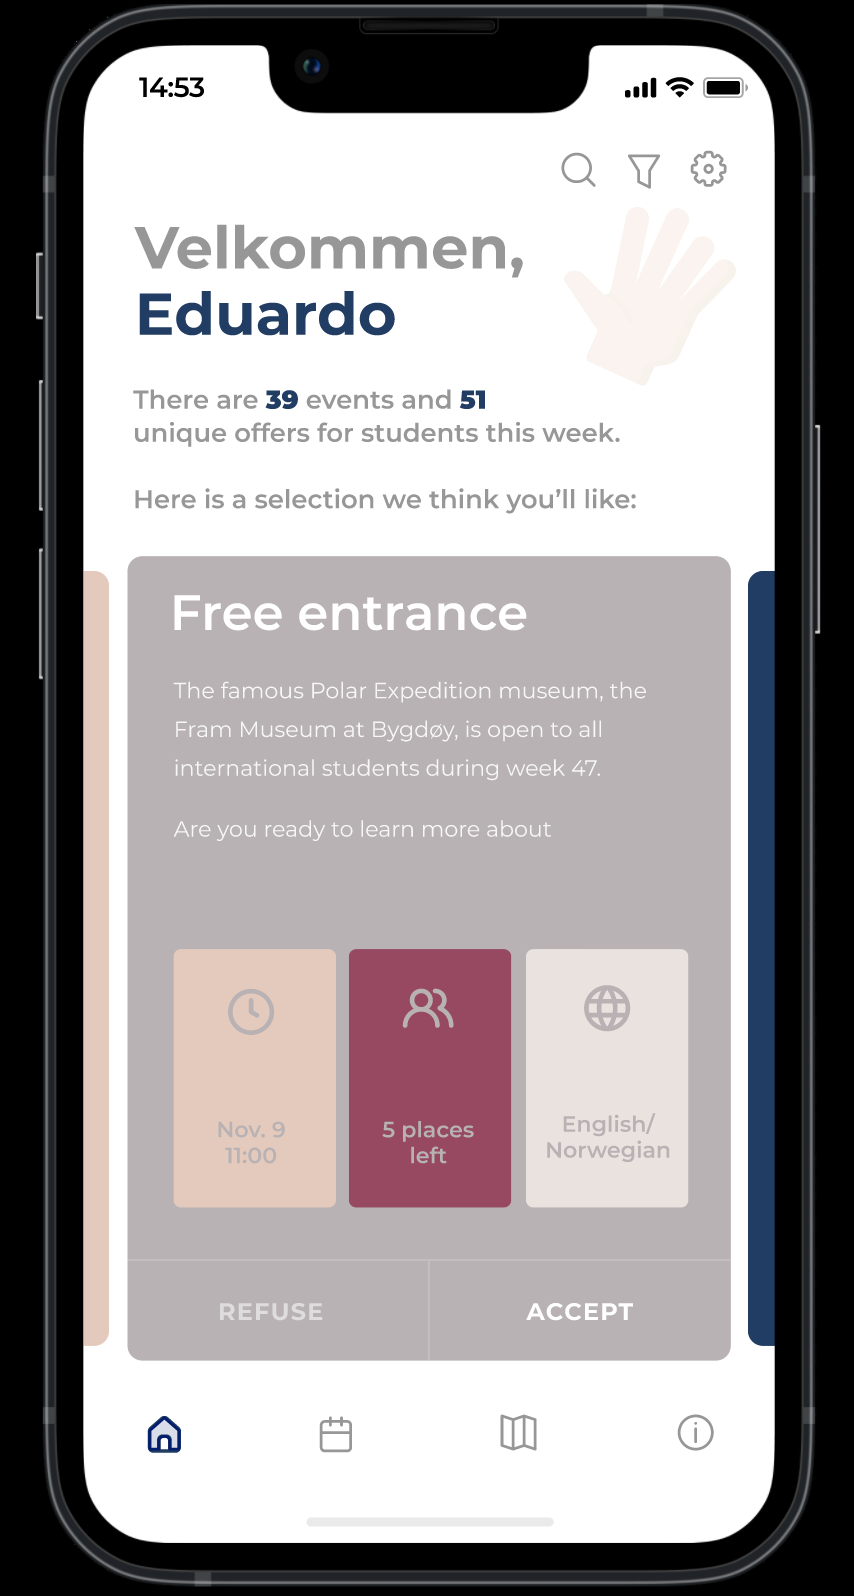 14:53
Velkommen,
Eduardo
There are 39 events and 51
unique offers for students this week.
Here is a selection we think you’ll like:
Free entrance
The famous Polar Expedition museum, the
Fram Museum at Bygdøy, is open to all
international students during week 47.
Are you ready to learn more about
Nov. 9
11:00
5 places
left
English/
Norwegian
REFUSE
ACCEPT